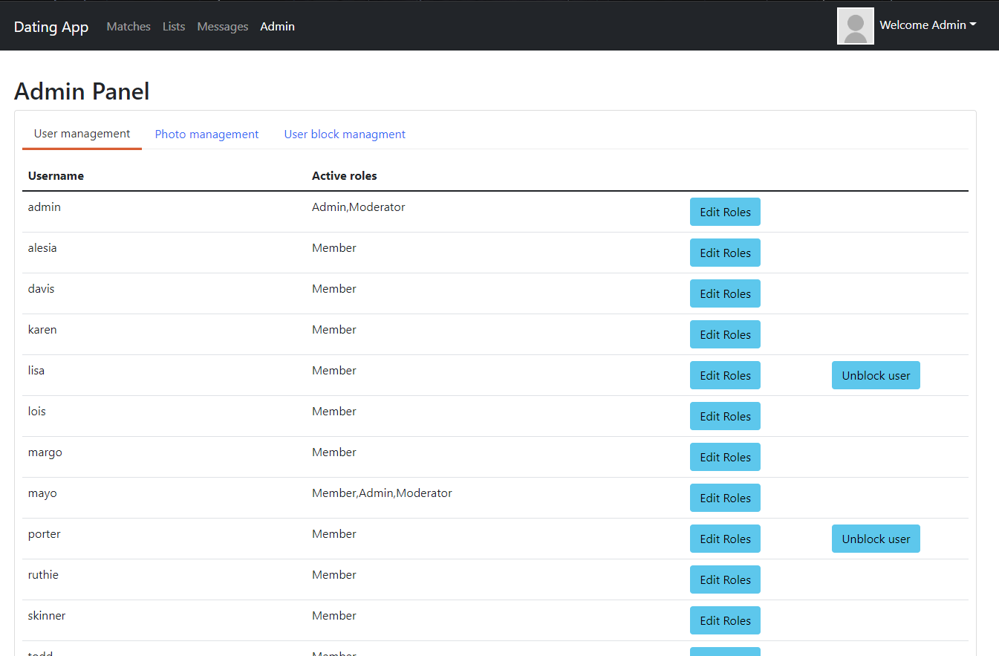 Dating App Matches Lists Messages Admin Welcome Admin
Admin Panel
User management Photo management User block managment
Username Active roles
admin Admin,Moderator Edit Roles
alesia Member Edit Roles
davis Member Edit Roles
karen Member Edit Roles
lisa Member Edit Roles Unblock user
lois Member Edit Roles
margo Member Edit Roles
mayo Member,Admin,Moderator Edit Roles
porter Member Edit Roles Unblock user
ruthie Member Edit Roles
skinner Member Edit Roles
todd Member